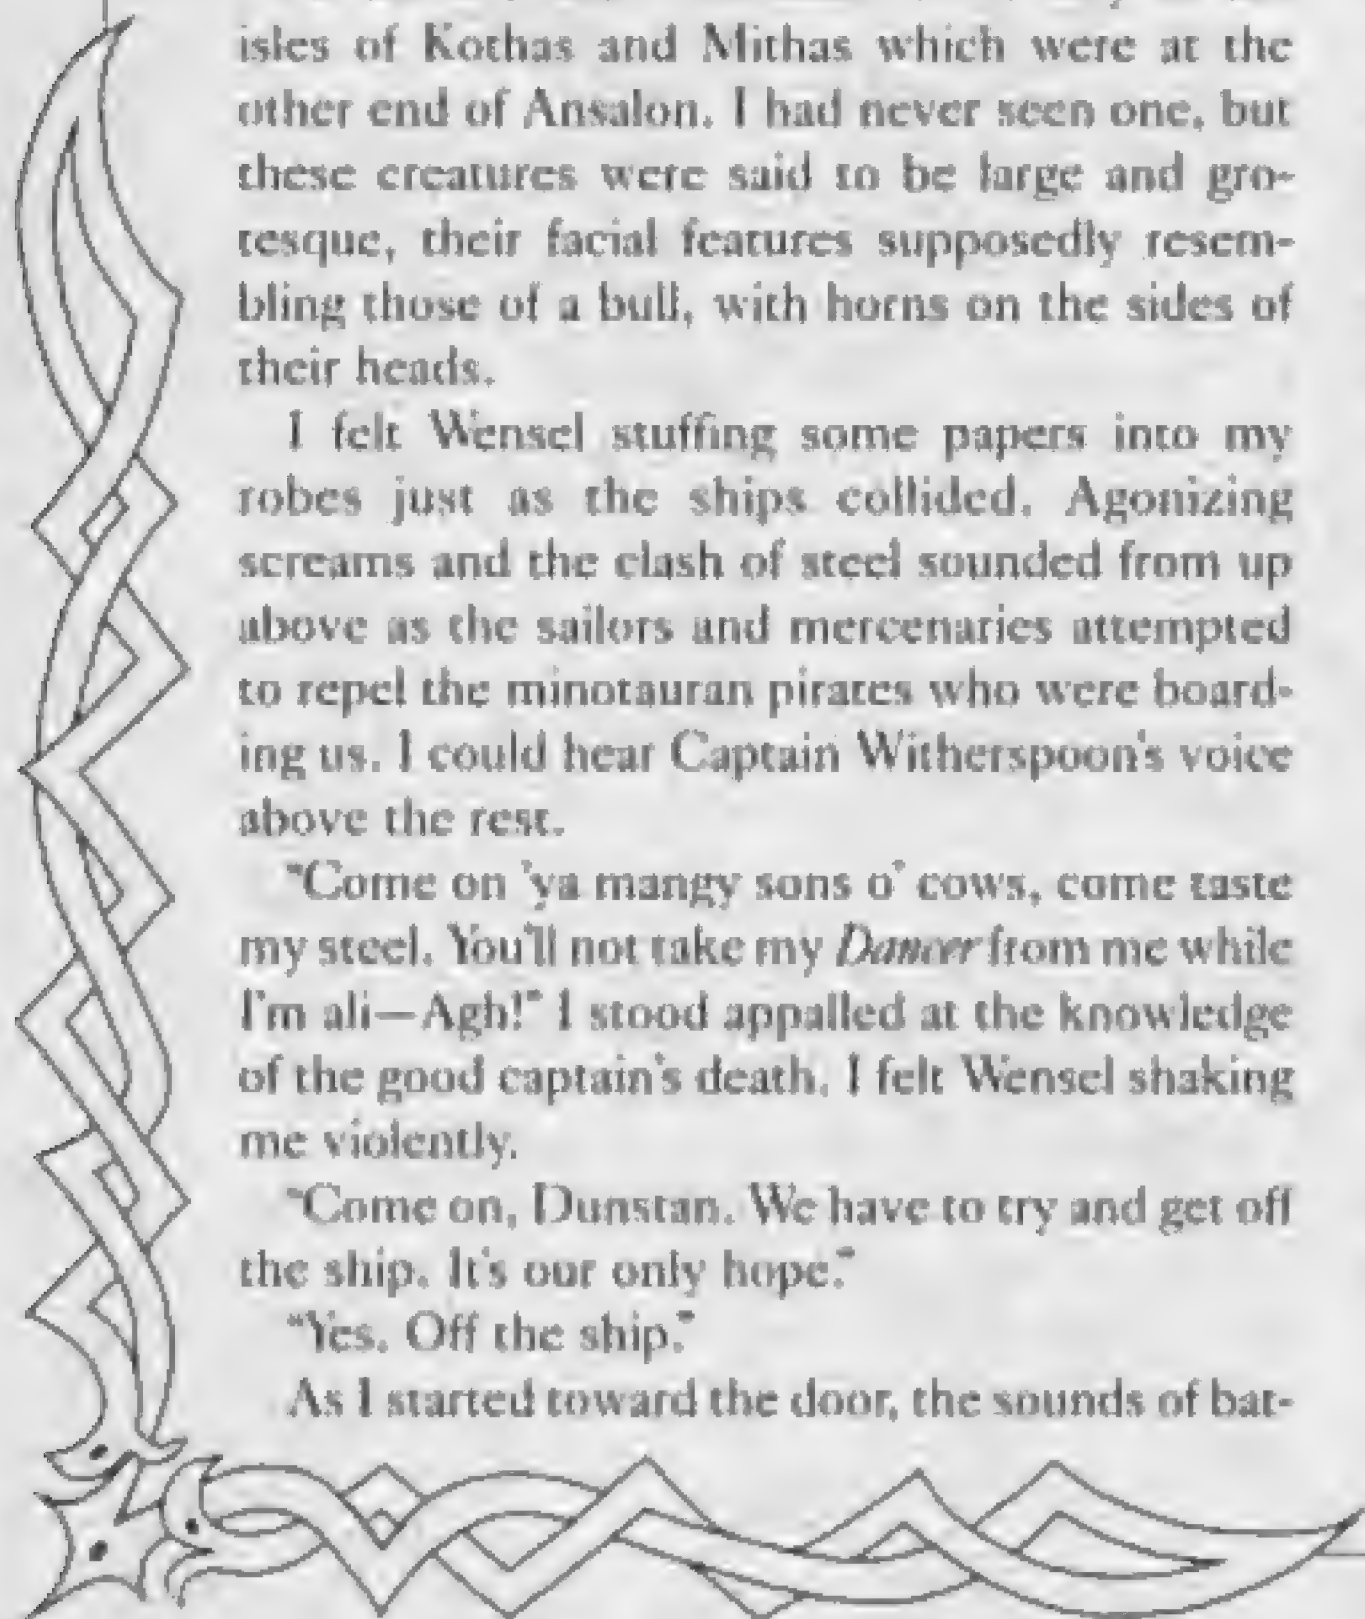 isles of Kothas and Mithas which were at the
other end of Ansalon. I had never seen one, but
these creatures were said to be large and gro-
tesque, their facial features supposedly resem-
bling those of a bull, with horns on the sides of
their heads.
I felt Wensel stuffing some papers into my
robes just as the ships collided. Agonizing
screams and the clash of steel sounded from up
above as the sailors and mercenaries attempted
to repel the minotauran pirates who were board-
ing us. I could hear Captain Witherspoon's voice
above the rest.
"Come on 'ya mangy sons o' cows, come taste
my steel. You'll not take my Dancer from me while
I'm ali—Agh!" I stood appalled at the knowledge
of the good captain's death. I felt Wensel shaking
me violently.
"Come on, Dunstan. We have to try and get off
the ship. It's our only hope."
"Yes. Off the ship."
As I started toward the door, the sounds of bat-